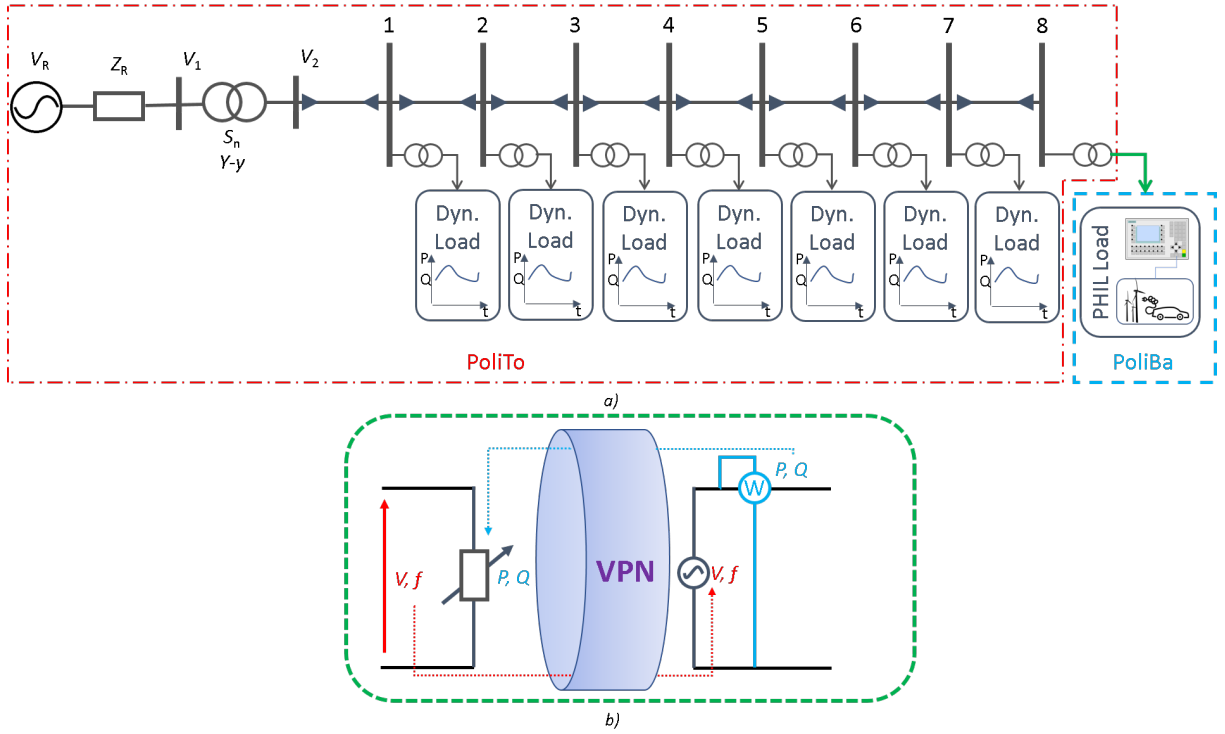 1 2 3 4 5 6 7 8
V_R Z_R V_1 V_2
S_n
Y-y
Dyn. Load P Q t
Dyn. Load P Q t
Dyn. Load P Q t
Dyn. Load P Q t
Dyn. Load P Q t
Dyn. Load P Q t
Dyn. Load P Q t
PHIL Load
PoliTo
PoliBa
a)
P, Q
W
V, f
P, Q
VPN
V, f
b)